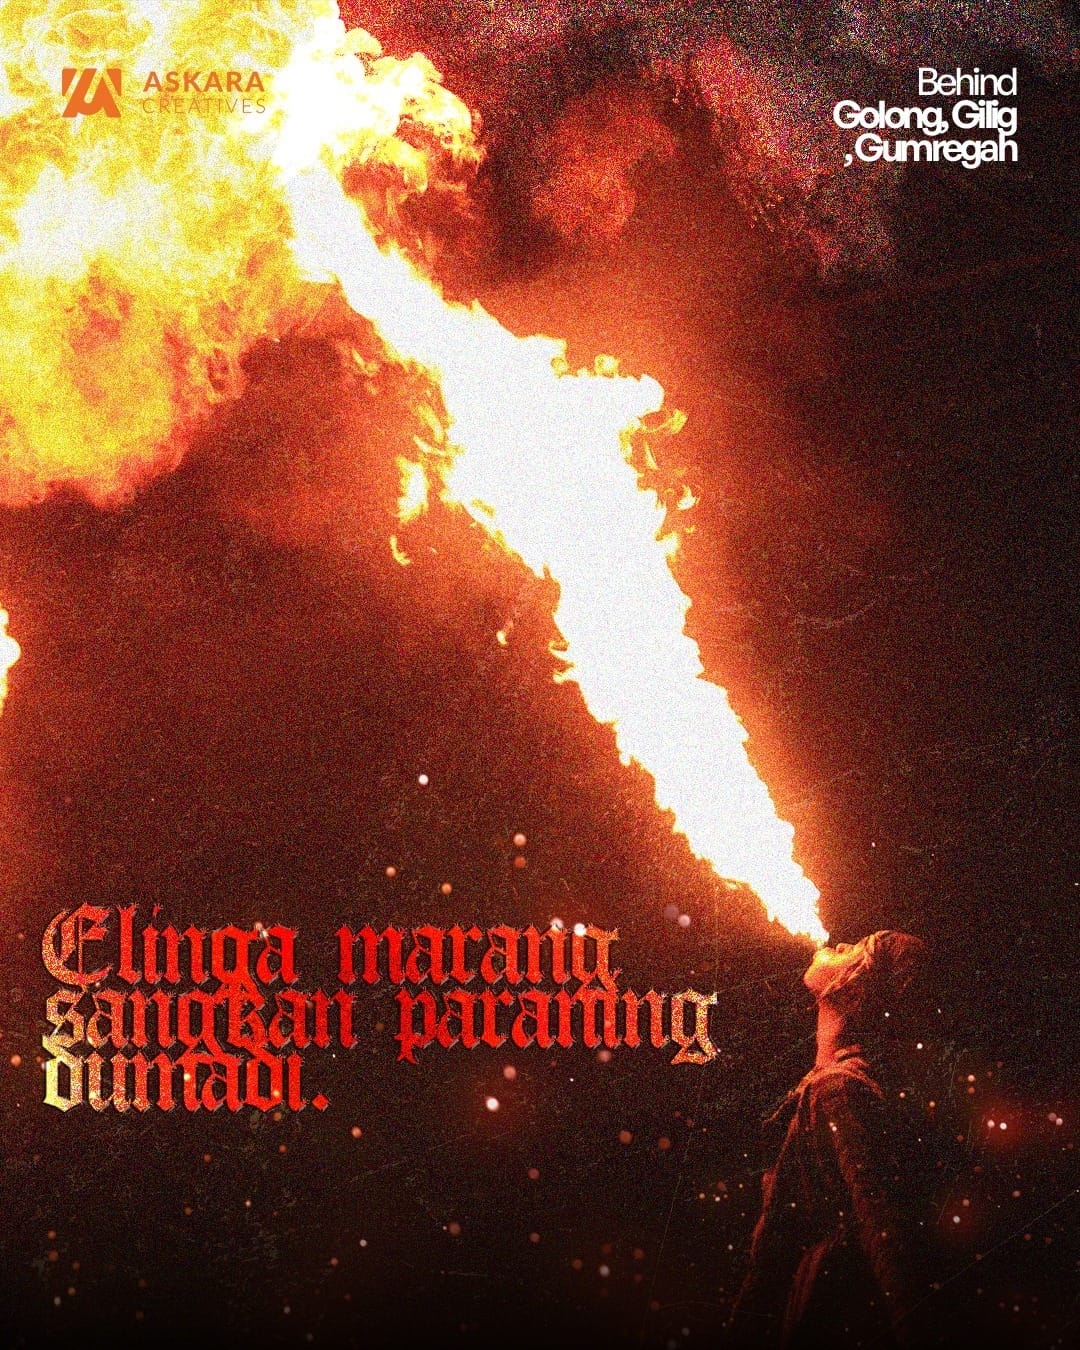 ASKARA
CREATIVES
Behind
Golong, Gilig
,Gumregah
Elinga marang
sangkan paraning
dumadi.